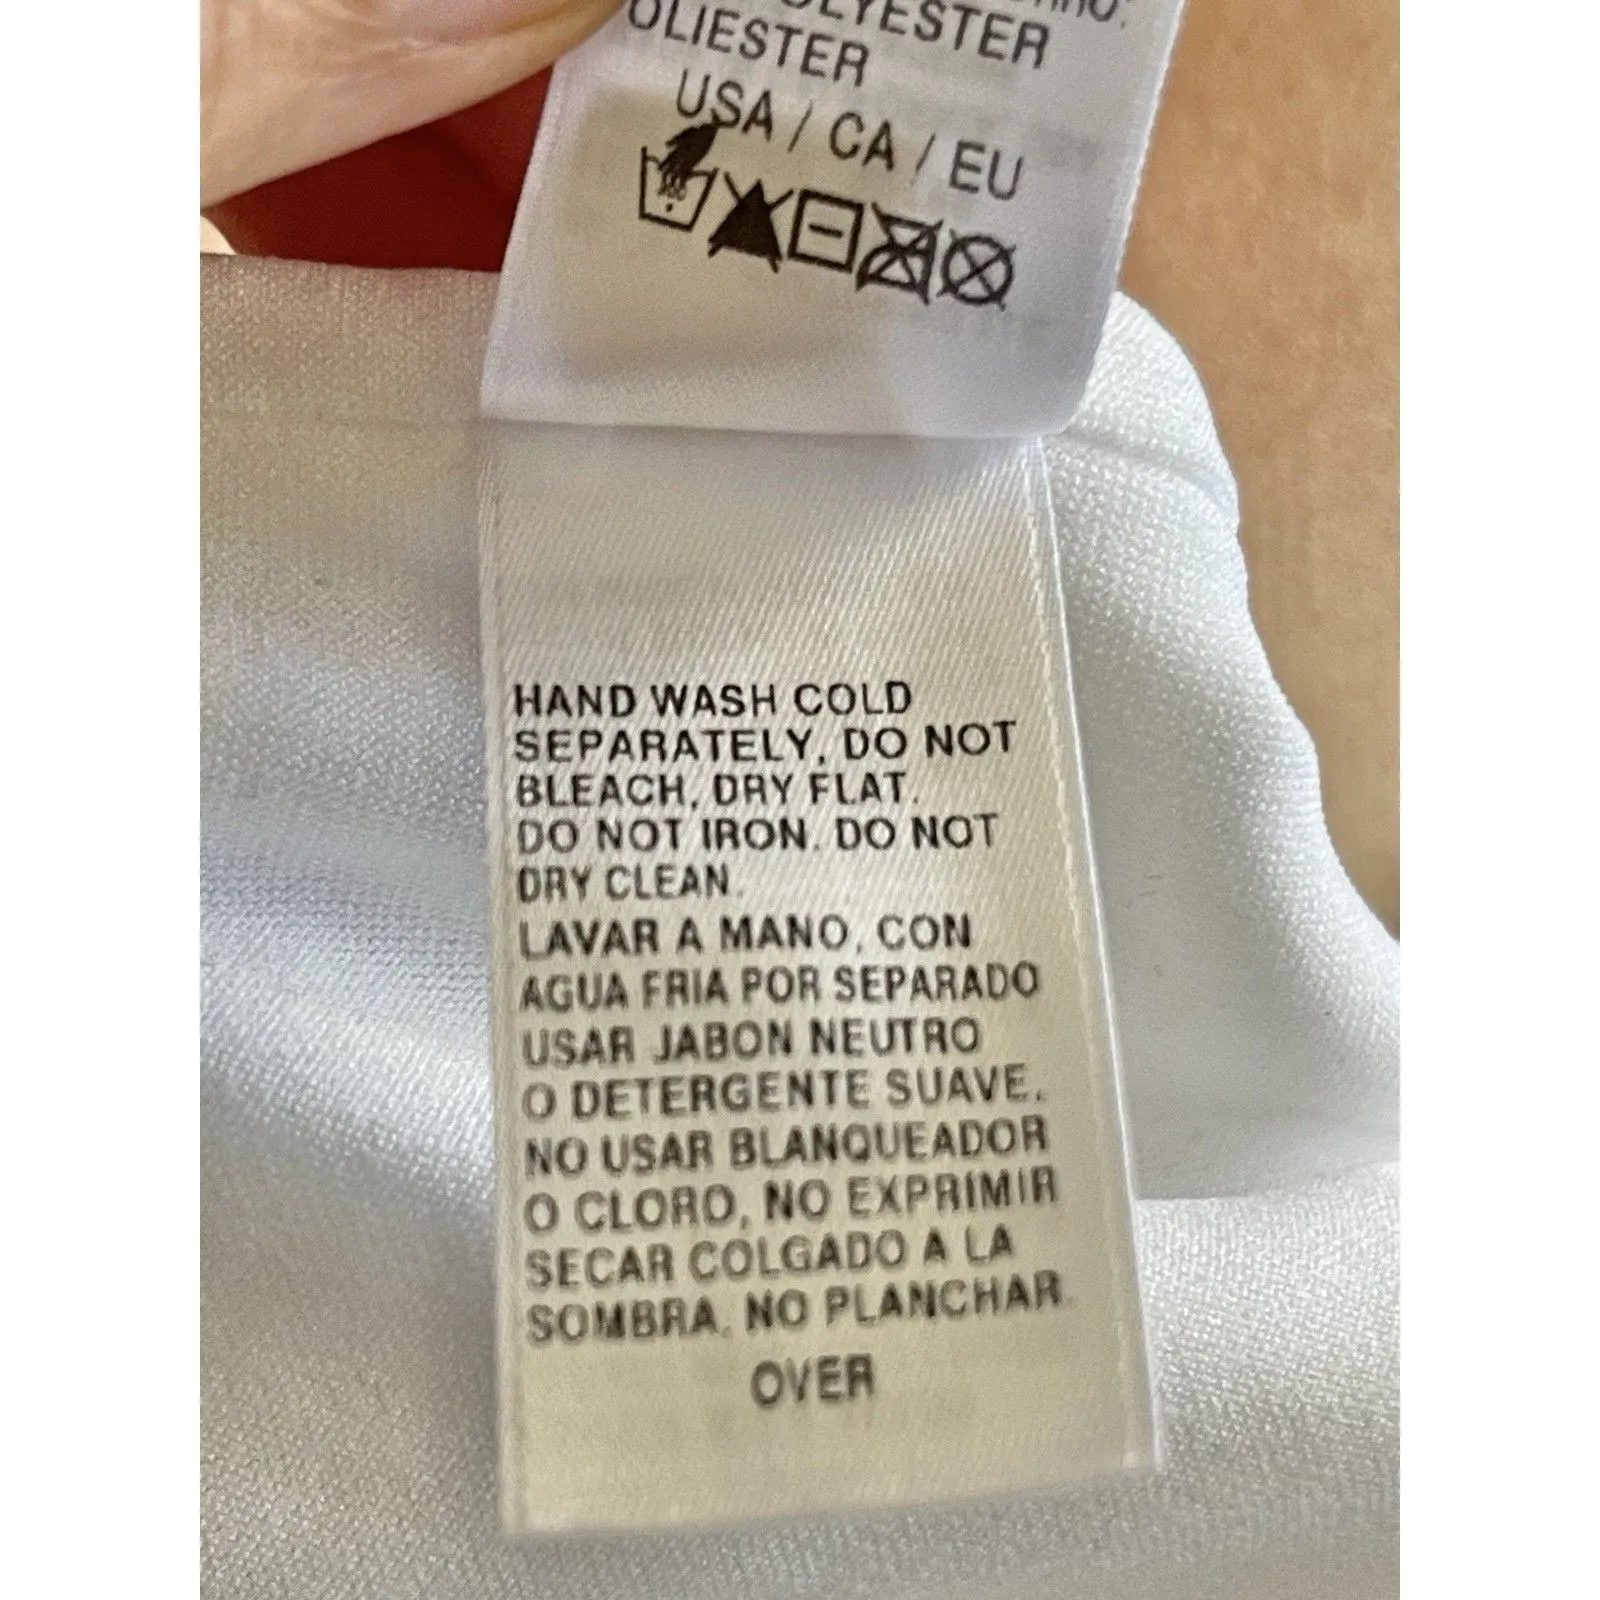 POLYESTER
POLIESTER
USA / CA / EU
HAND WASH COLD
SEPARATELY, DO NOT
BLEACH, DRY FLAT.
DO NOT IRON. DO NOT
DRY CLEAN.
LAVAR A MANO, CON
AGUA FRIA POR SEPARADO
USAR JABON NEUTRO
O DETERGENTE SUAVE.
NO USAR BLANQUEADOR
O CLORO, NO EXPRIMIR
SECAR COLGADO A LA
SOMBRA. NO PLANCHAR.
OVER